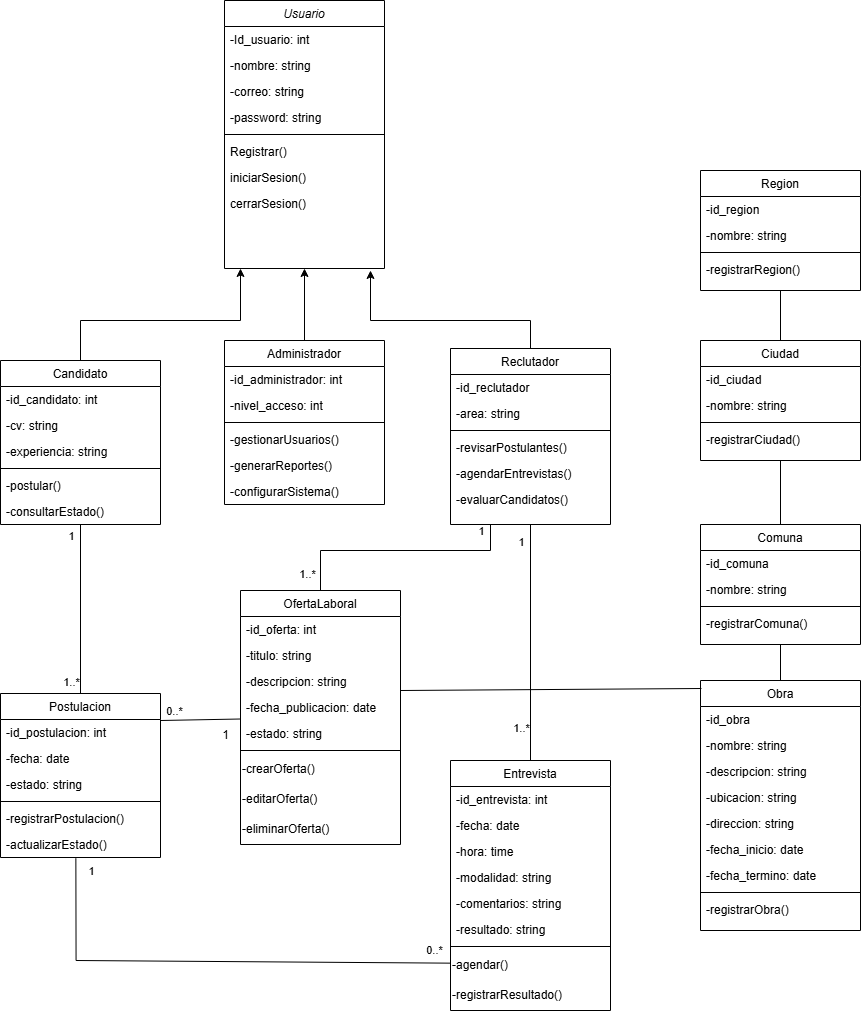 Usuario
-Id_usuario: int
-nombre: string
-correo: string
-password: string
Registrar()
iniciarSesion()
cerrarSesion()
Region
-id_region
-nombre: string
-registrarRegion()
Candidato
-id_candidato: int
-cv: string
-experiencia: string
-postular()
-consultarEstado()
Administrador
-id_administrador: int
-nivel_acceso: int
-gestionarUsuarios()
-generarReportes()
-configurarSistema()
Reclutador
-id_reclutador
-area: string
-revisarPostulantes()
-agendarEntrevistas()
-evaluarCandidatos()
Ciudad
-id_ciudad
-nombre: string
-registrarCiudad()
1
1
1
Comuna
-id_comuna
-nombre: string
-registrarComuna()
1..*
OfertaLaboral
-id_oferta: int
-titulo: string
-descripcion: string
-fecha_publicacion: date
-estado: string
-crearOferta()
-editarOferta()
-eliminarOferta()
1..*
Postulacion
-id_postulacion: int
-fecha: date
-estado: string
-registrarPostulacion()
-actualizarEstado()
0..*
1
1..*
Entrevista
-id_entrevista: int
-fecha: date
-hora: time
-modalidad: string
-comentarios: string
-resultado: string
-agendar()
-registrarResultado()
Obra
-id_obra
-nombre: string
-descripcion: string
-ubicacion: string
-direccion: string
-fecha_inicio: date
-fecha_termino: date
-registrarObra()
1
0..*